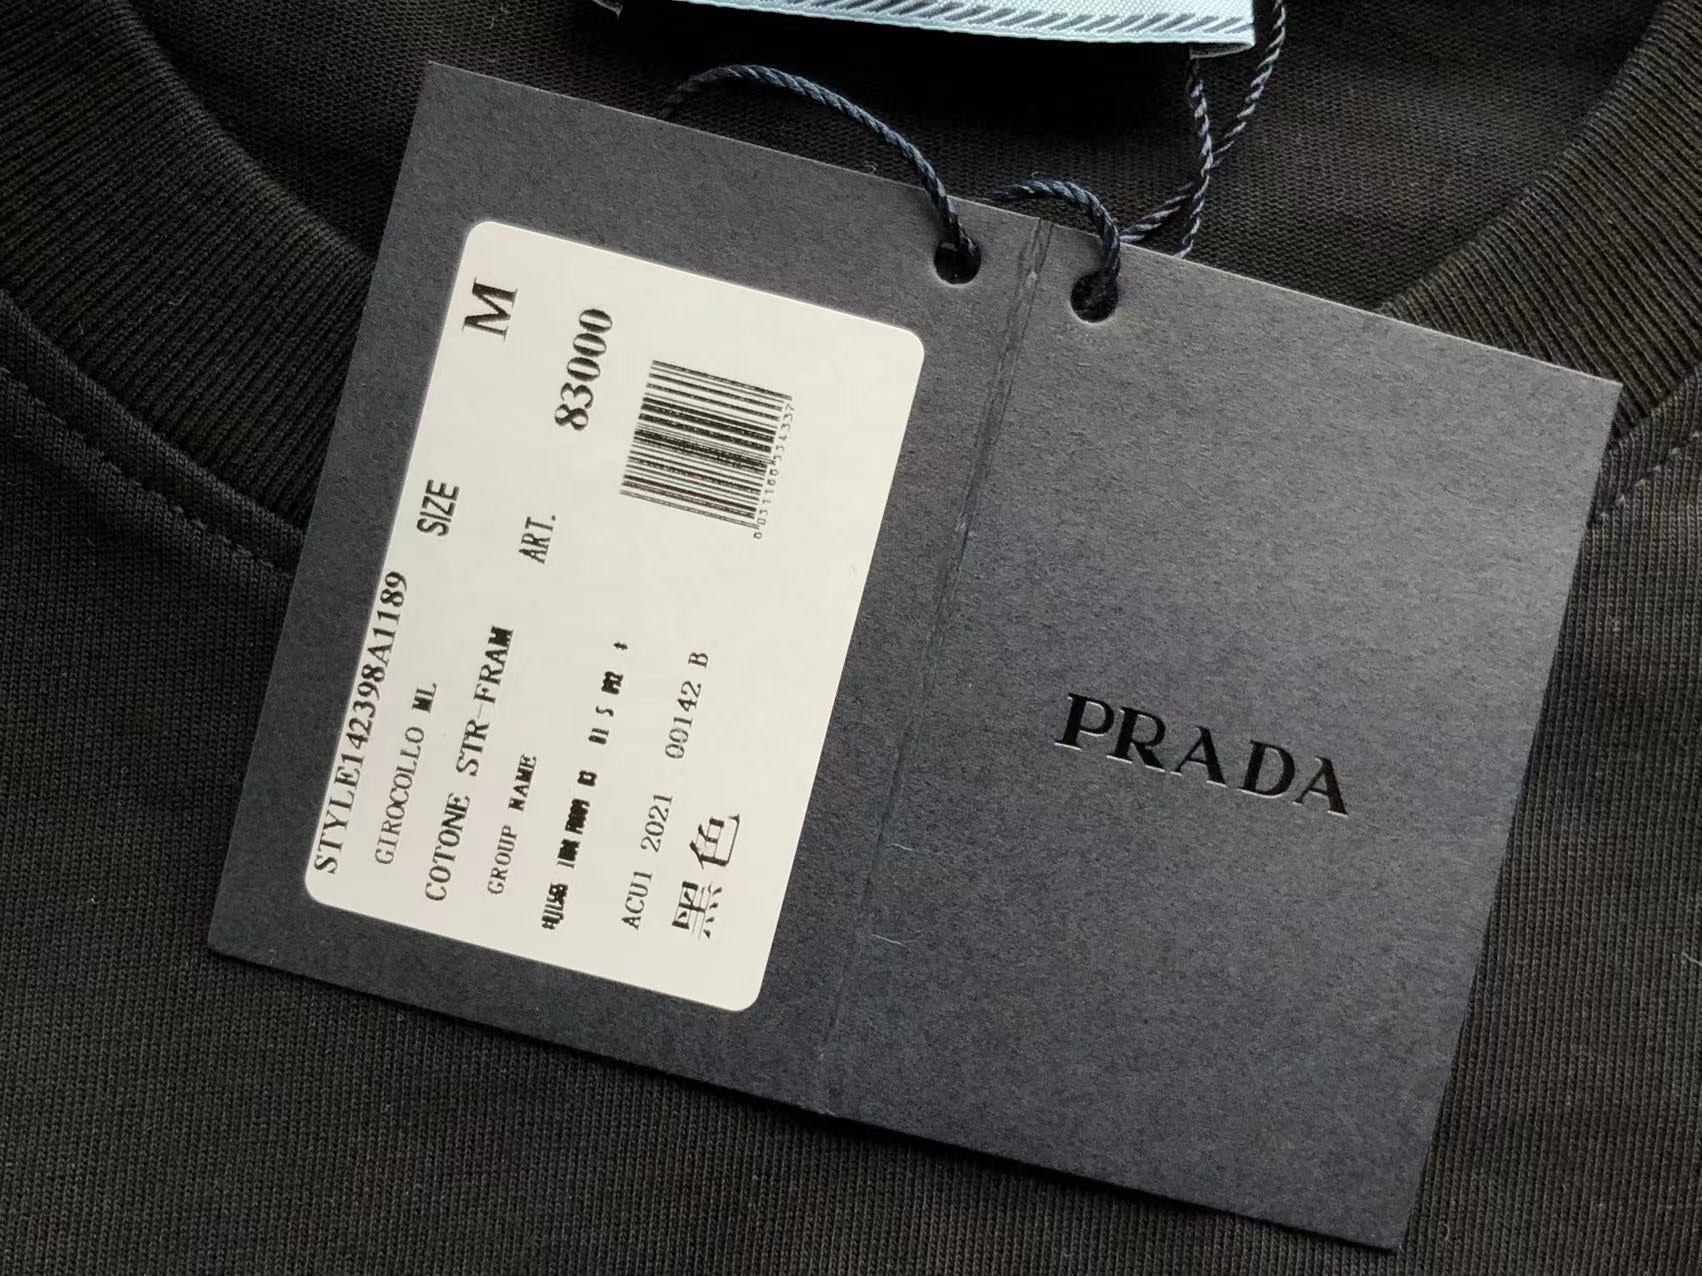 STYLE142398A1189
SIZE M
GIROCOLLO ML
COTONE STR-FRAM
ART. 83000
GROUP NAME
ACU1 2021 00142 B
黑色
PRADA